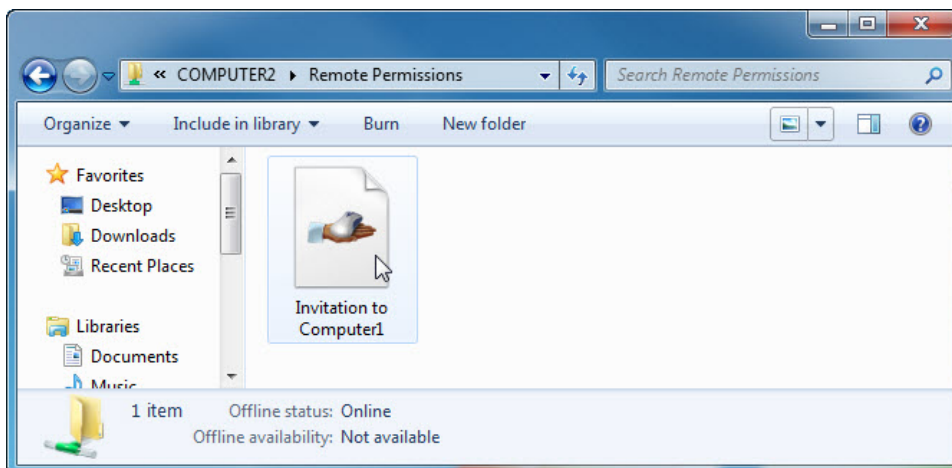 « COMPUTER2 ▸ Remote Permissions
Search Remote Permissions
Organize
Include in library
Burn
New folder
Favorites
Desktop
Downloads
Recent Places
Libraries
Documents
Music
Invitation to
Computer1
1 item
Offline status: Online
Offline availability: Not available